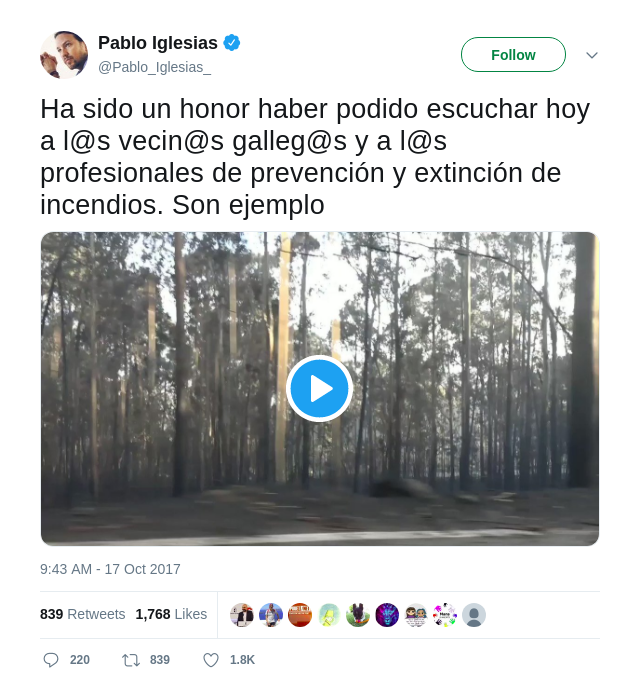 Pablo Iglesias
@Pablo_Iglesias_
Follow
Ha sido un honor haber podido escuchar hoy
a l@s vecin@s galleg@s y a l@s
profesionales de prevención y extinción de
incendios. Son ejemplo
9:43 AM - 17 Oct 2017
839 Retweets 1,768 Likes
220 839 1.8K